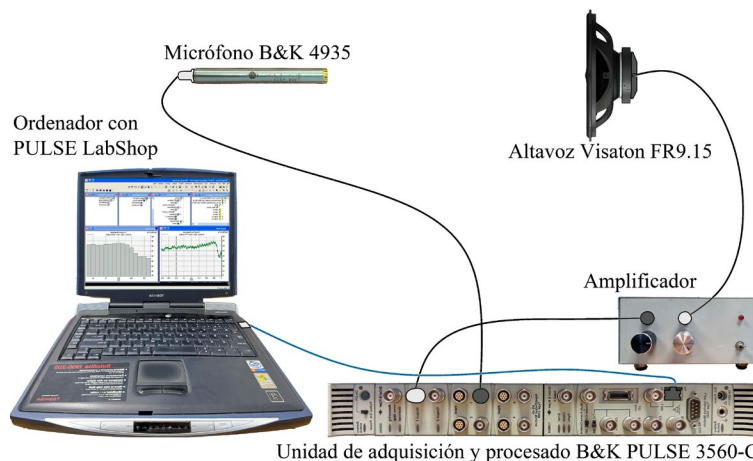 Micrófono B&K 4935
Ordenador con
PULSE LabShop
Altavoz Visaton FR9.15
Amplificador
Unidad de adquisición y procesado B&K PULSE 3560-C